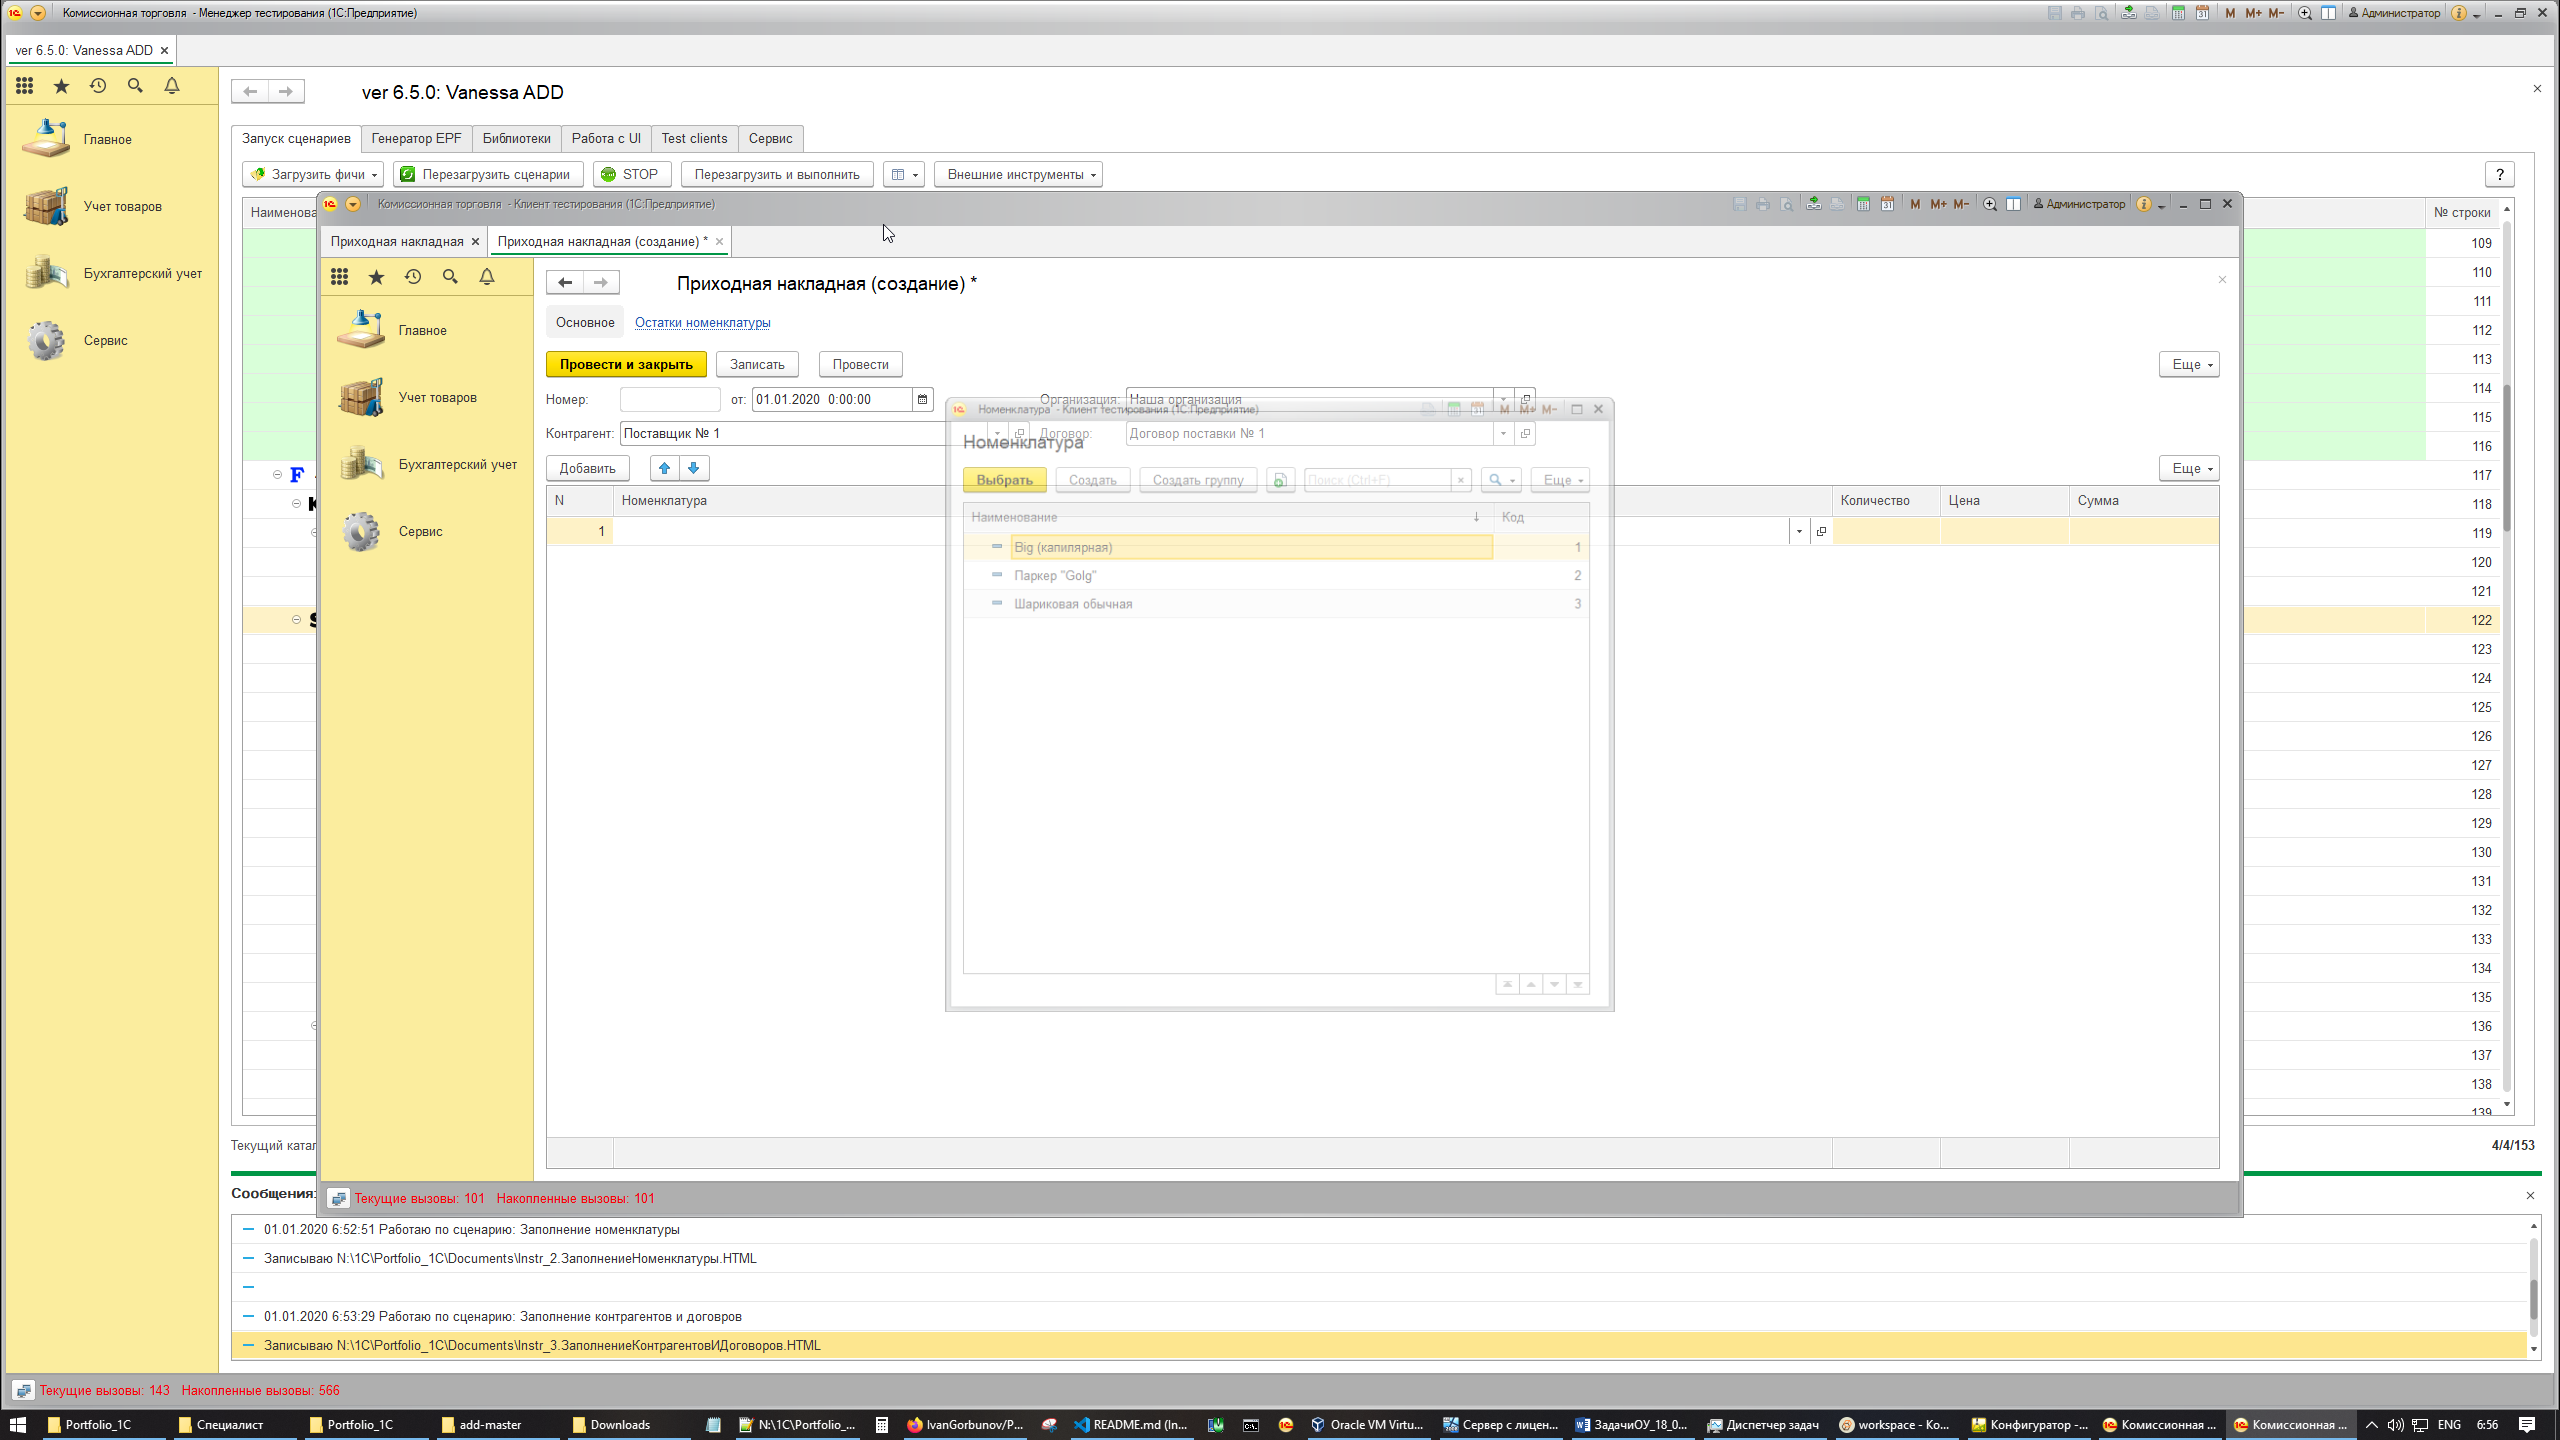 Комиссионная торговля - Менеджер тестирования (1С:Предприятие)
M M+ M- Администратор
ver 6.5.0: Vanessa ADD
ver 6.5.0: Vanessa ADD
Главное
Учет товаров
Бухгалтерский учет
Сервис
Запуск сценариев Генератор EPF Библиотеки Работа с UI Test clients Сервис
Загрузить фичи Перезагрузить сценарии STOP Перезагрузить и выполнить Внешние инструменты ?
№ строки
109
110
111
112
113
114
115
116
117
118
119
120
121
122
123
124
125
126
127
128
129
130
131
132
133
134
135
136
137
138
139
F
Комиссионная торговля - Клиент тестирования (1С:Предприятие)
M M+ M- Администратор
Приходная накладная Приходная накладная (создание) *
Главное
Учет товаров
Бухгалтерский учет
Сервис
Приходная накладная (создание) *
Основное Остатки номенклатуры
Провести и закрыть Записать Провести Еще
Номер: от: 01.01.2020 0:00:00 Организация: Наша организация
Контрагент: Поставщик № 1 Договор: Договор поставки № 1
Добавить Еще
N Номенклатура Количество Цена Сумма
1
Номенклатура - Клиент тестирования (1С:Предприятие)
M M+ M-
Номенклатура
Выбрать Создать Создать группу Поиск (Ctrl+F) Еще
Наименование Код
Big (капилярная) 1
Паркер "Golg" 2
Шариковая обычная 3
Текущие вызовы: 101 Накопленные вызовы: 101
4/4/153
Сообщения:
01.01.2020 6:52:51 Работаю по сценарию: Заполнение номенклатуры
Записываю N:\1C\Portfolio_1C\Documents\Instr_2.ЗаполнениеНоменклатуры.HTML
01.01.2020 6:53:29 Работаю по сценарию: Заполнение контрагентов и договров
Записываю N:\1C\Portfolio_1C\Documents\Instr_3.ЗаполнениеКонтрагентовИДоговоров.HTML
Текущие вызовы: 143 Накопленные вызовы: 566
Portfolio_1C Специалист Portfolio_1C add-master Downloads N:\1C\Portfolio_... IvanGorbunov/P... README.md (In... Oracle VM Virtu... Сервер с лицен... ЗадачиОУ_18_0... Диспетчер задач workspace - Ко... Конфигуратор -... Комиссионная ... Комиссионная ... ENG 6:56